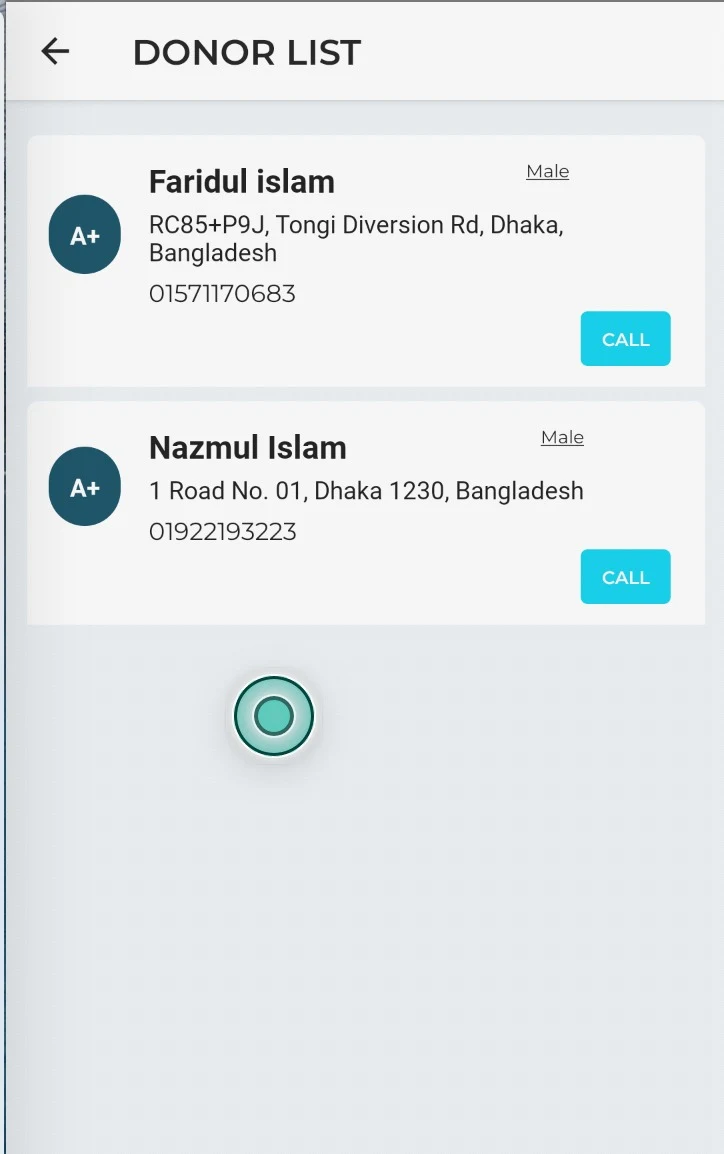 DONOR LIST
Faridul islam
Male
A+
RC85+P9J, Tongi Diversion Rd, Dhaka,
Bangladesh
01571170683
CALL
Nazmul Islam
Male
A+
1 Road No. 01, Dhaka 1230, Bangladesh
01922193223
CALL